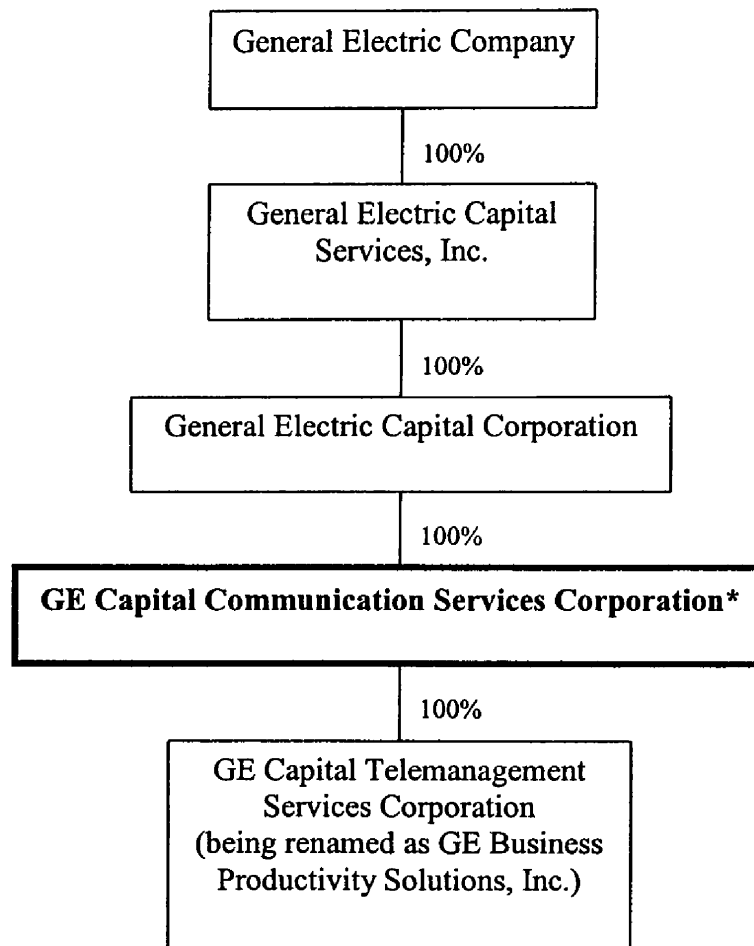 General Electric Company
100%
General Electric Capital
Services, Inc.
100%
General Electric Capital Corporation
100%
GE Capital Communication Services Corporation*
100%
GE Capital Telemanagement
Services Corporation
(being renamed as GE Business
Productivity Solutions, Inc.)